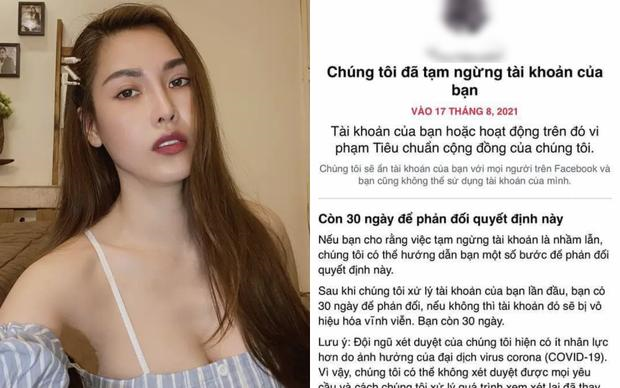 Chúng tôi đã tạm ngừng tài khoản của
bạn
VÀO 17 THÁNG 8, 2021
Tài khoản của bạn hoặc hoạt động trên đó vi
phạm Tiêu chuẩn cộng đồng của chúng tôi.
Chúng tôi sẽ ẩn tài khoản của bạn với mọi người trên Facebook và
bạn cũng không thể sử dụng tài khoản của mình.
Còn 30 ngày để phản đối quyết định này
Nếu bạn cho rằng việc tạm ngừng tài khoản là nhầm lẫn,
chúng tôi có thể hướng dẫn bạn một số bước để phản đối
quyết định này.
Sau khi chúng tôi xử lý tài khoản của bạn lần đầu, bạn có
30 ngày để phản đối, nếu không thì tài khoản đó sẽ bị vô
hiệu hóa vĩnh viễn. Bạn còn 30 ngày.
Lưu ý: Đội ngũ xét duyệt của chúng tôi hiện có ít nhân lực
hơn do ảnh hưởng của đại dịch virus corona (COVID-19).
Vì vậy, chúng tôi có thể không xét duyệt được mọi yêu
cầu và cách chúng tôi xử lý quá trình xem xét lại đã thay